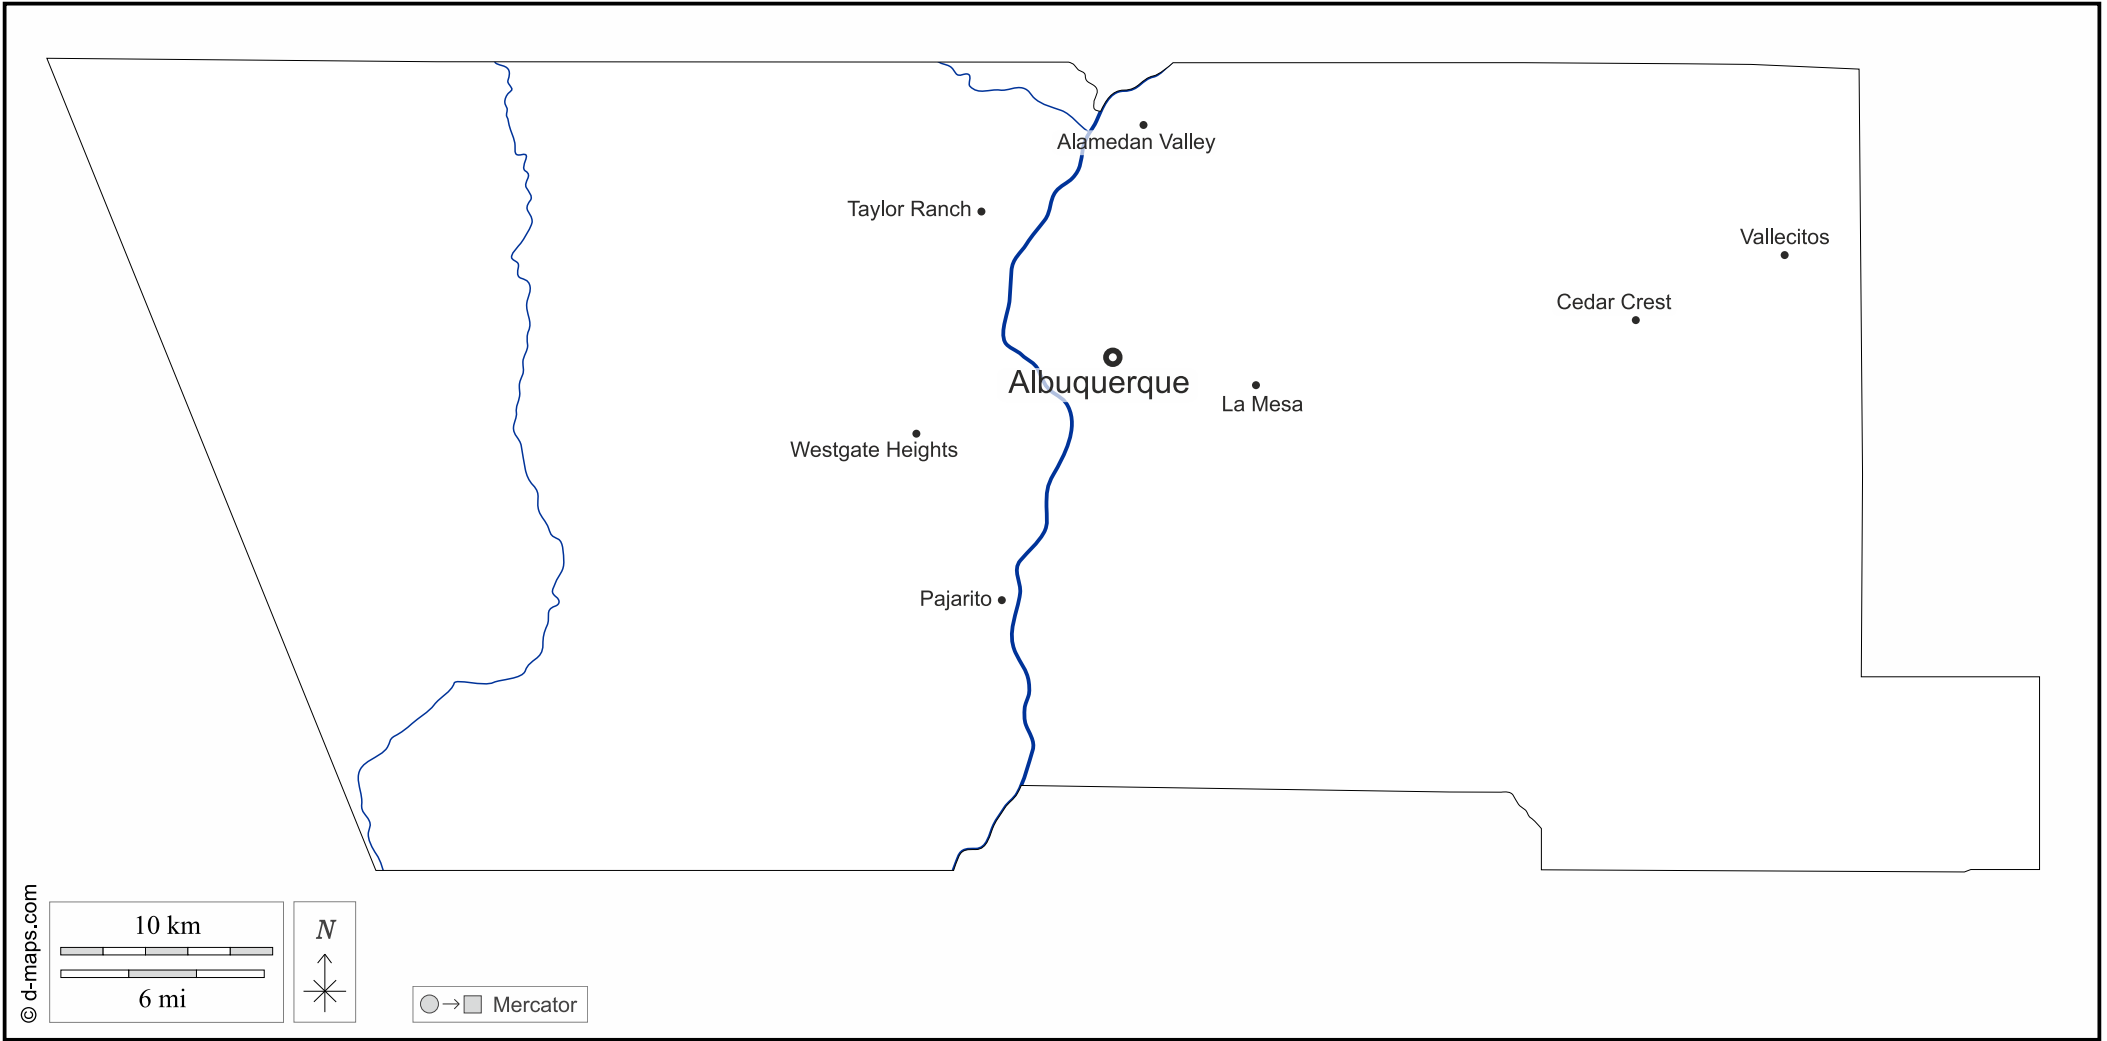 Alamedan Valley
Taylor Ranch
Vallecitos
Cedar Crest
Albuquerque
La Mesa
Westgate Heights
Pajarito
© d-maps.com
10 km
6 mi
N
Mercator